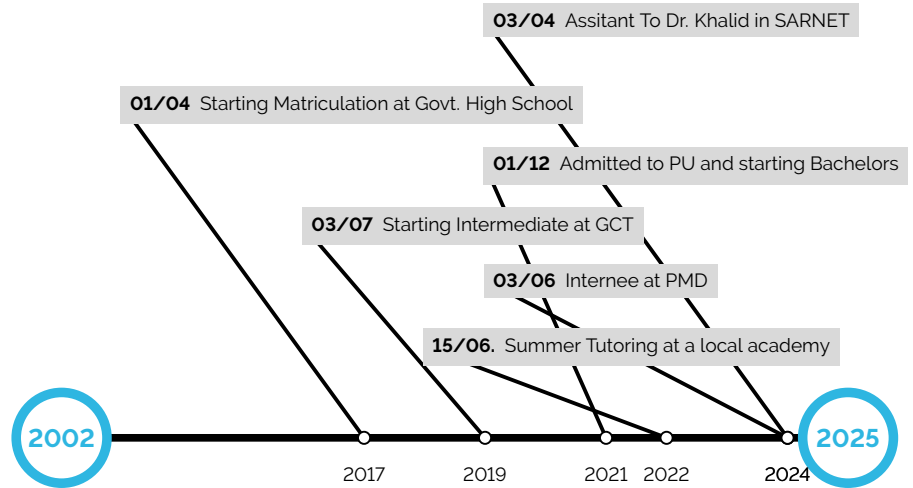 03/04 Assitant To Dr. Khalid in SARNET
01/04 Starting Matriculation at Govt. High School
01/12 Admitted to PU and starting Bachelors
03/07 Starting Intermediate at GCT
03/06 Internee at PMD
15/06. Summer Tutoring at a local academy
2002
2025
2017
2019
2021
2022
2024